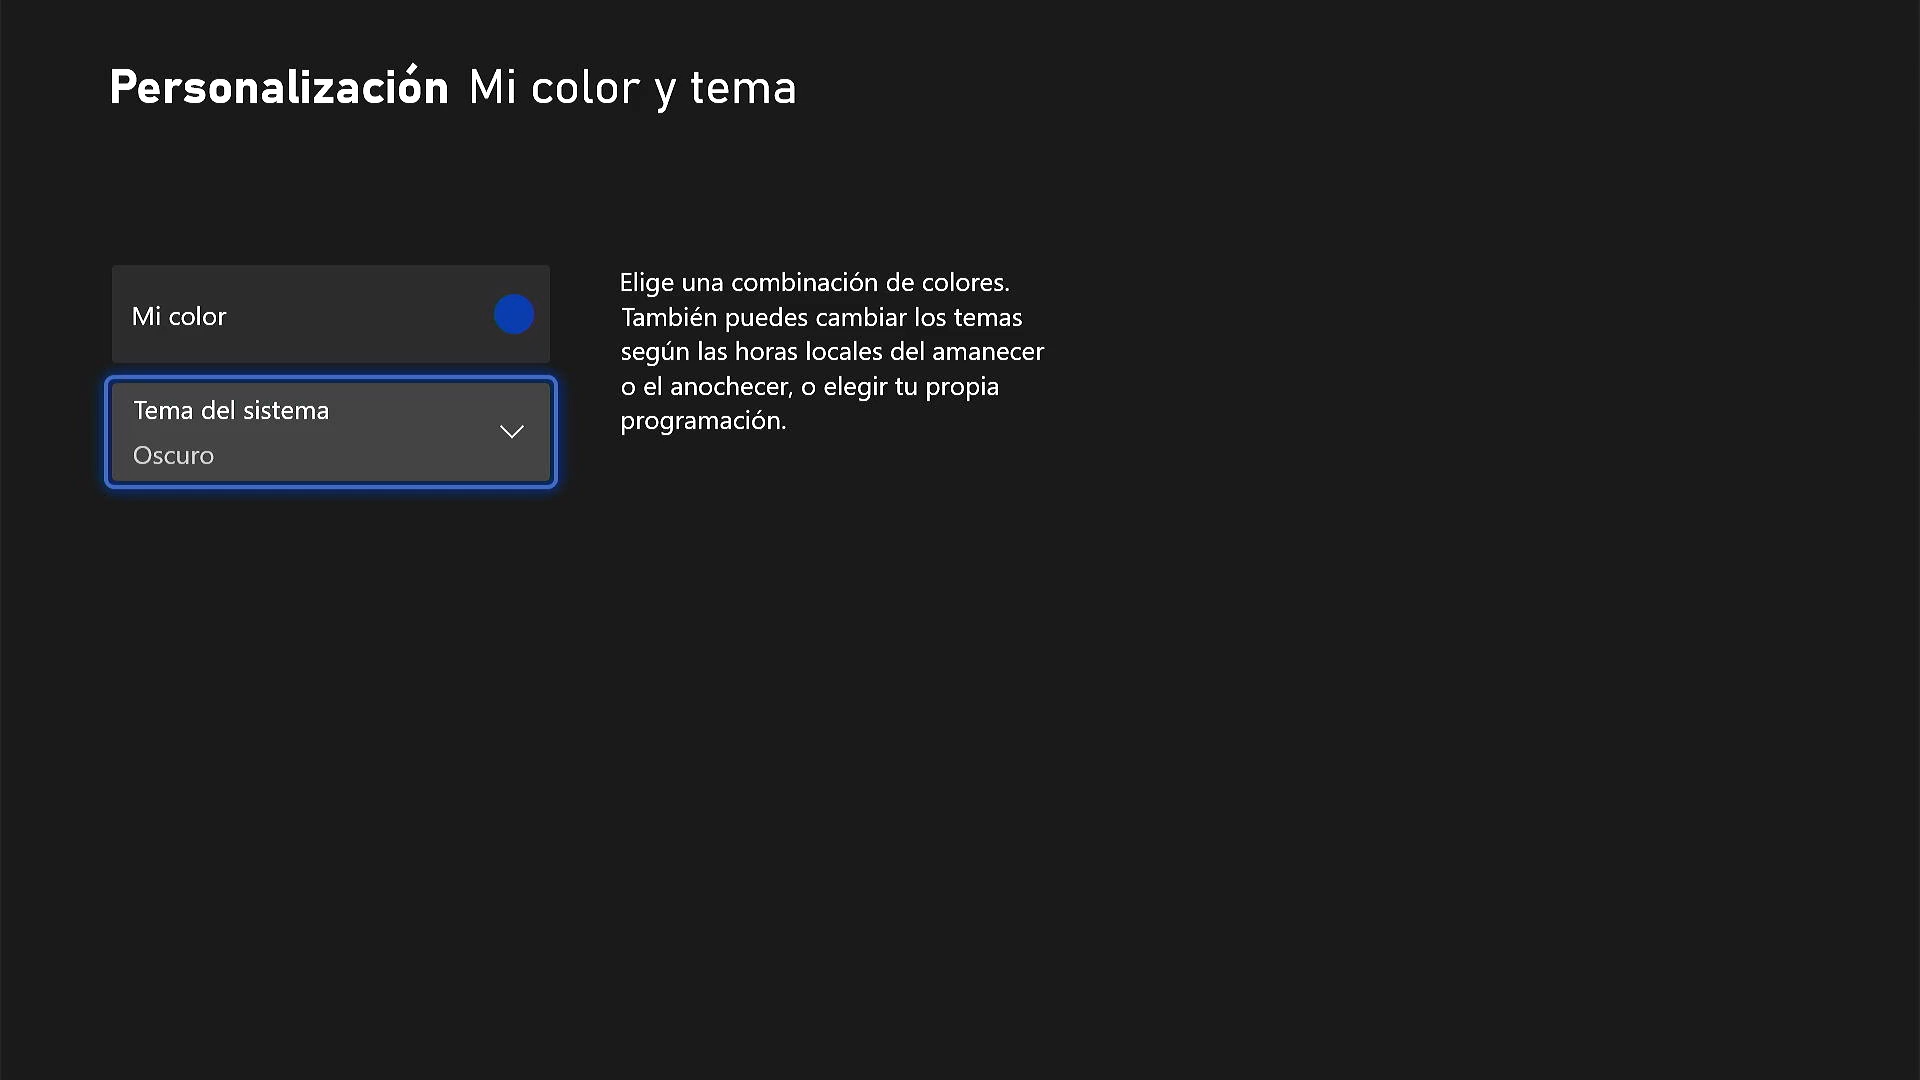 Personalización Mi color y tema
Mi color
Tema del sistema
Oscuro
Elige una combinación de colores.
También puedes cambiar los temas
según las horas locales del amanecer
o el anochecer, o elegir tu propia
programación.